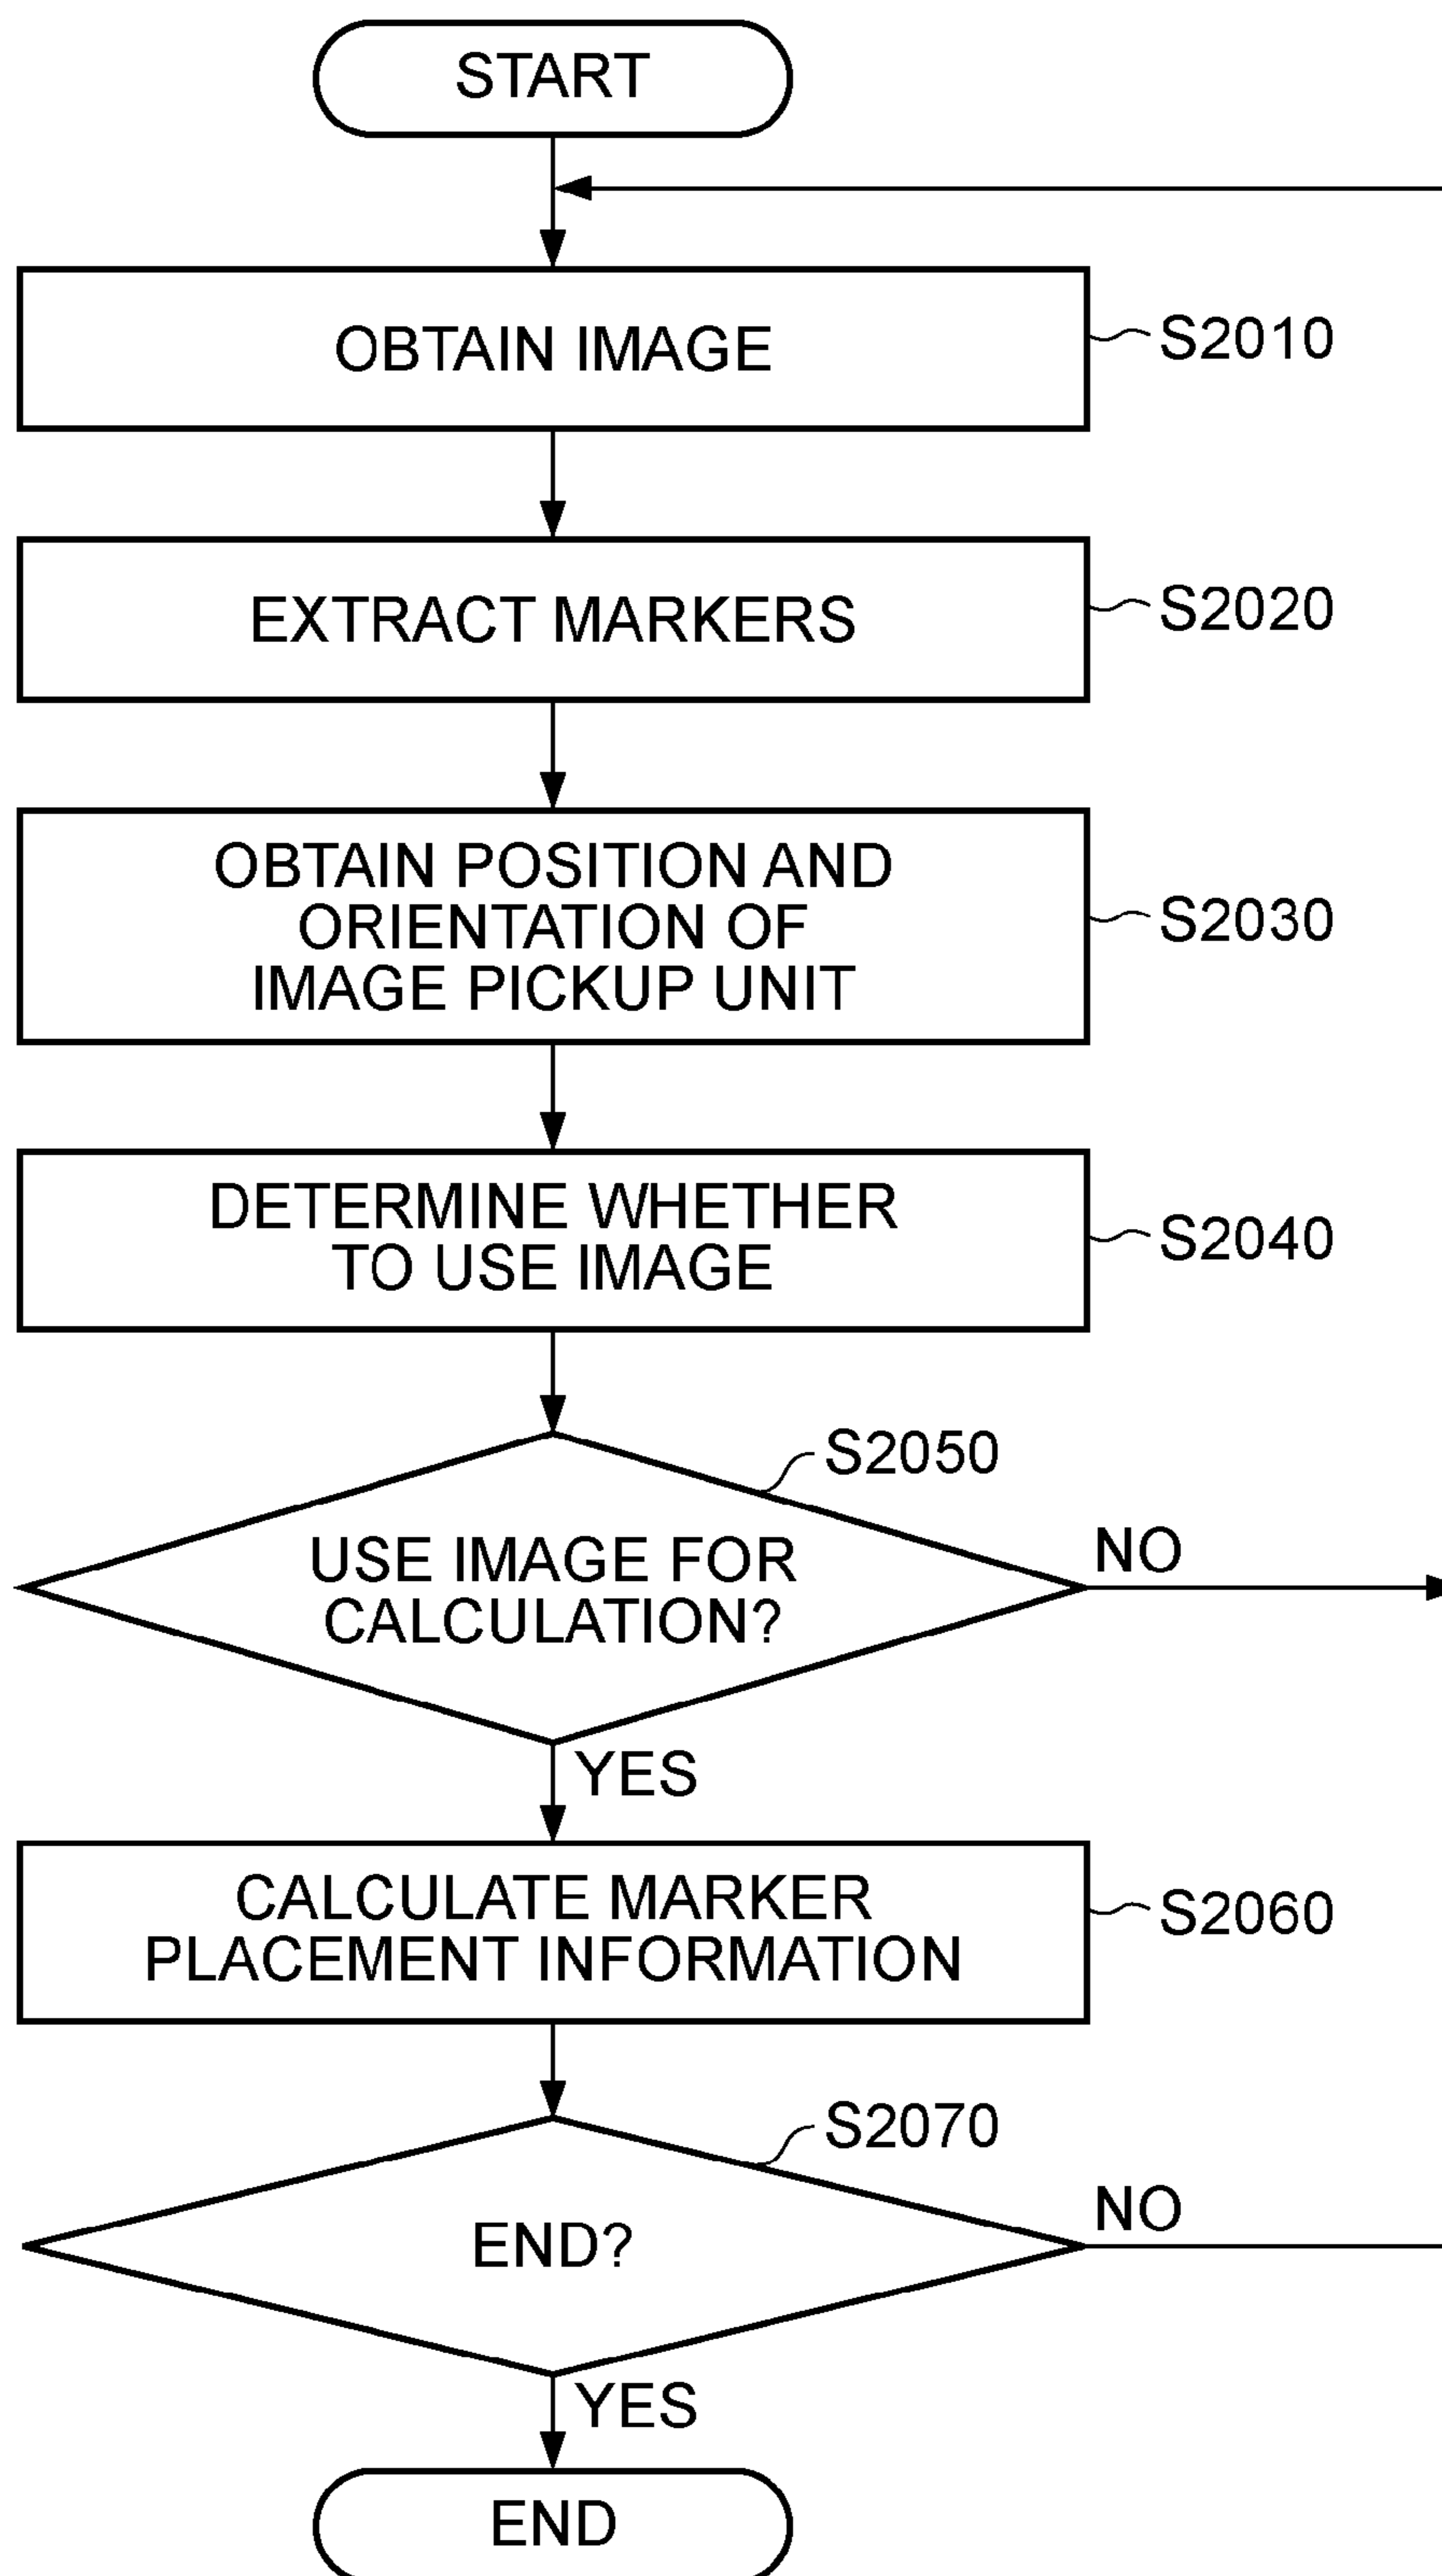 START
OBTAIN IMAGE
S2010
EXTRACT MARKERS
S2020
OBTAIN POSITION AND
ORIENTATION OF
IMAGE PICKUP UNIT
S2030
DETERMINE WHETHER
TO USE IMAGE
S2040
S2050
USE IMAGE FOR
CALCULATION?
NO
YES
CALCULATE MARKER
PLACEMENT INFORMATION
S2060
S2070
END?
NO
YES
END